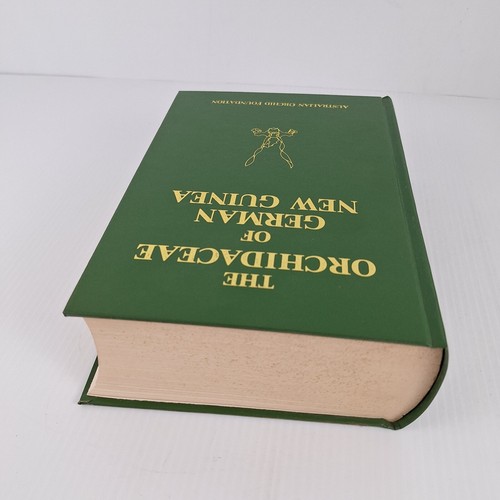 THE
ORCHIDACEAE
OF
GERMAN
NEW GUINEA
AUSTRALIAN ORCHID FOUNDATION